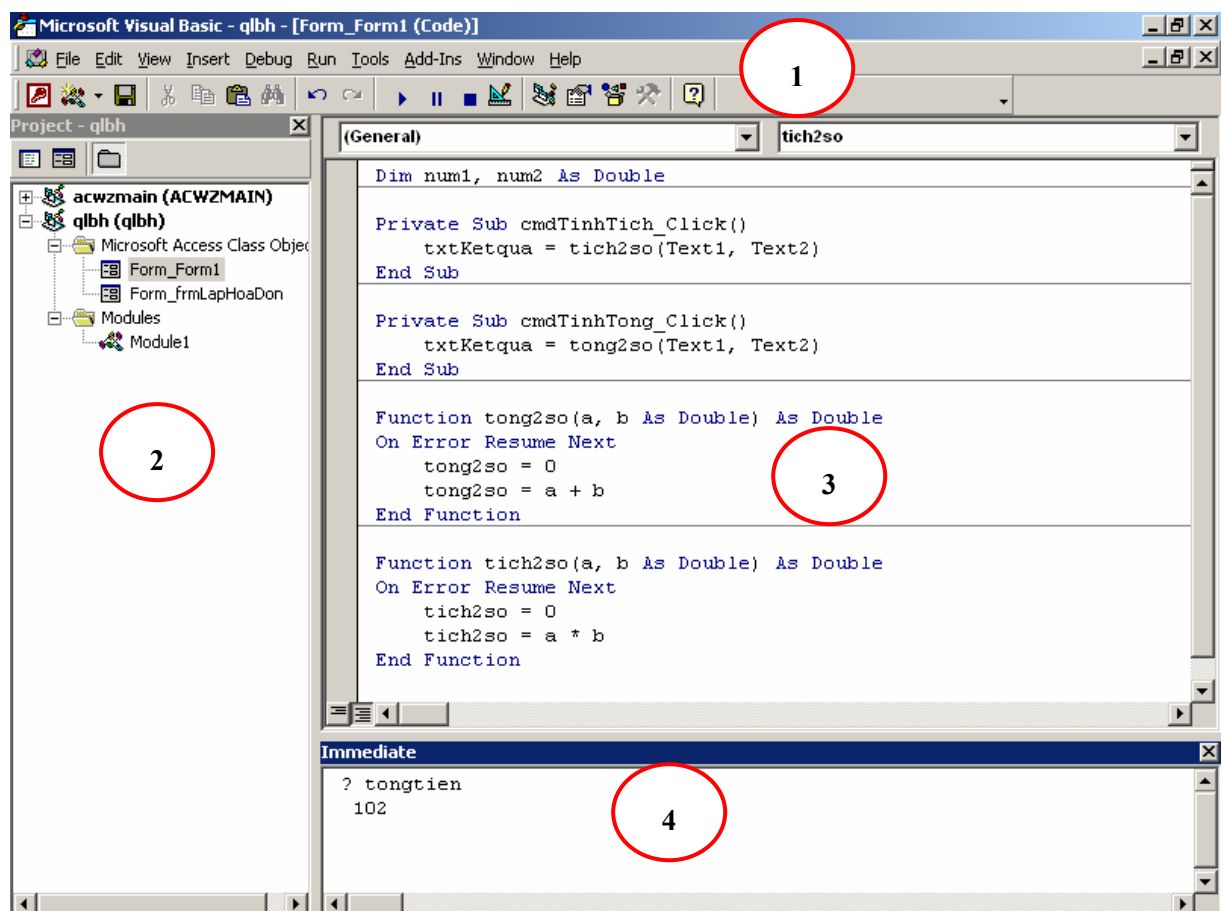 Microsoft Visual Basic - qlbh - [Form_Form1 (Code)]
File Edit View Insert Debug Run Tools Add-Ins Window Help
1
Project - qlbh
acwzmain (ACWZMAIN)
qlbh (qlbh)
Microsoft Access Class Objec
Form_Form1
Form_frmLapHoaDon
Modules
Module1
2
(General)
tich2so
Dim num1, num2 As Double
Private Sub cmdTinhTich_Click()
txtKetqua = tich2so(Text1, Text2)
End Sub
Private Sub cmdTinhTong_Click()
txtKetqua = tong2so(Text1, Text2)
End Sub
Function tong2so(a, b As Double) As Double
On Error Resume Next
tong2so = 0
tong2so = a + b
End Function
3
Function tich2so(a, b As Double) As Double
On Error Resume Next
tich2so = 0
tich2so = a * b
End Function
Immediate
? tongtien
102
4